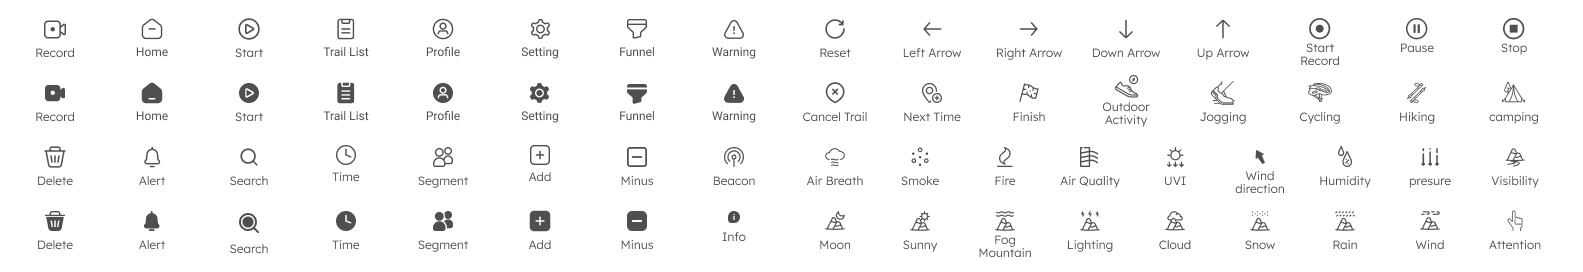 Record Home Start Trail List Profile Setting Funnel Warning Reset Left Arrow Right Arrow Down Arrow Up Arrow Start Record Pause Stop
Record Home Start Trail List Profile Setting Funnel Warning Cancel Trail Next Time Finish Outdoor Activity Jogging Cycling Hiking camping
Delete Alert Search Time Segment Add Minus Beacon Air Breath Smoke Fire Air Quality UVI Wind direction Humidity presure Visibility
Delete Alert Search Time Segment Add Minus Info Moon Sunny Fog Mountain Lighting Cloud Snow Rain Wind Attention